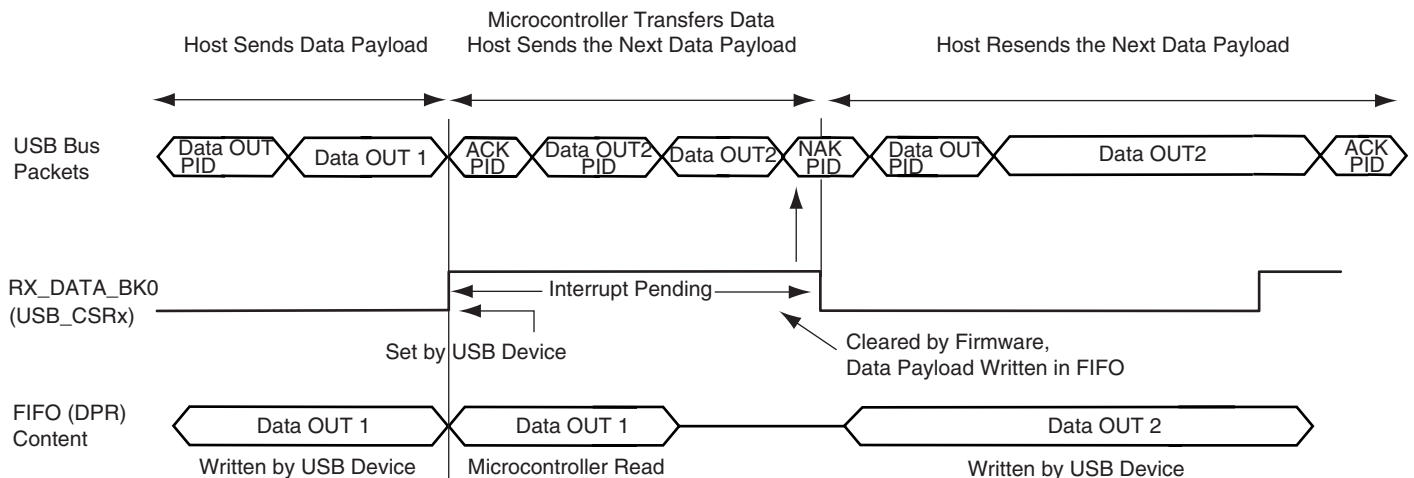 Microcontroller Transfers Data
Host Sends Data Payload
Host Sends the Next Data Payload
Host Resends the Next Data Payload
USB Bus
Packets
Data OUT
PID
Data OUT 1
ACK
PID
Data OUT2
PID
Data OUT2
NAK
PID
Data OUT
PID
Data OUT2
ACK
PID
RX_DATA_BK0
(USB_CSRx)
Interrupt Pending
Set by USB Device
Cleared by Firmware,
Data Payload Written in FIFO
FIFO (DPR)
Content
Data OUT 1
Data OUT 1
Data OUT 2
Written by USB Device
Microcontroller Read
Written by USB Device